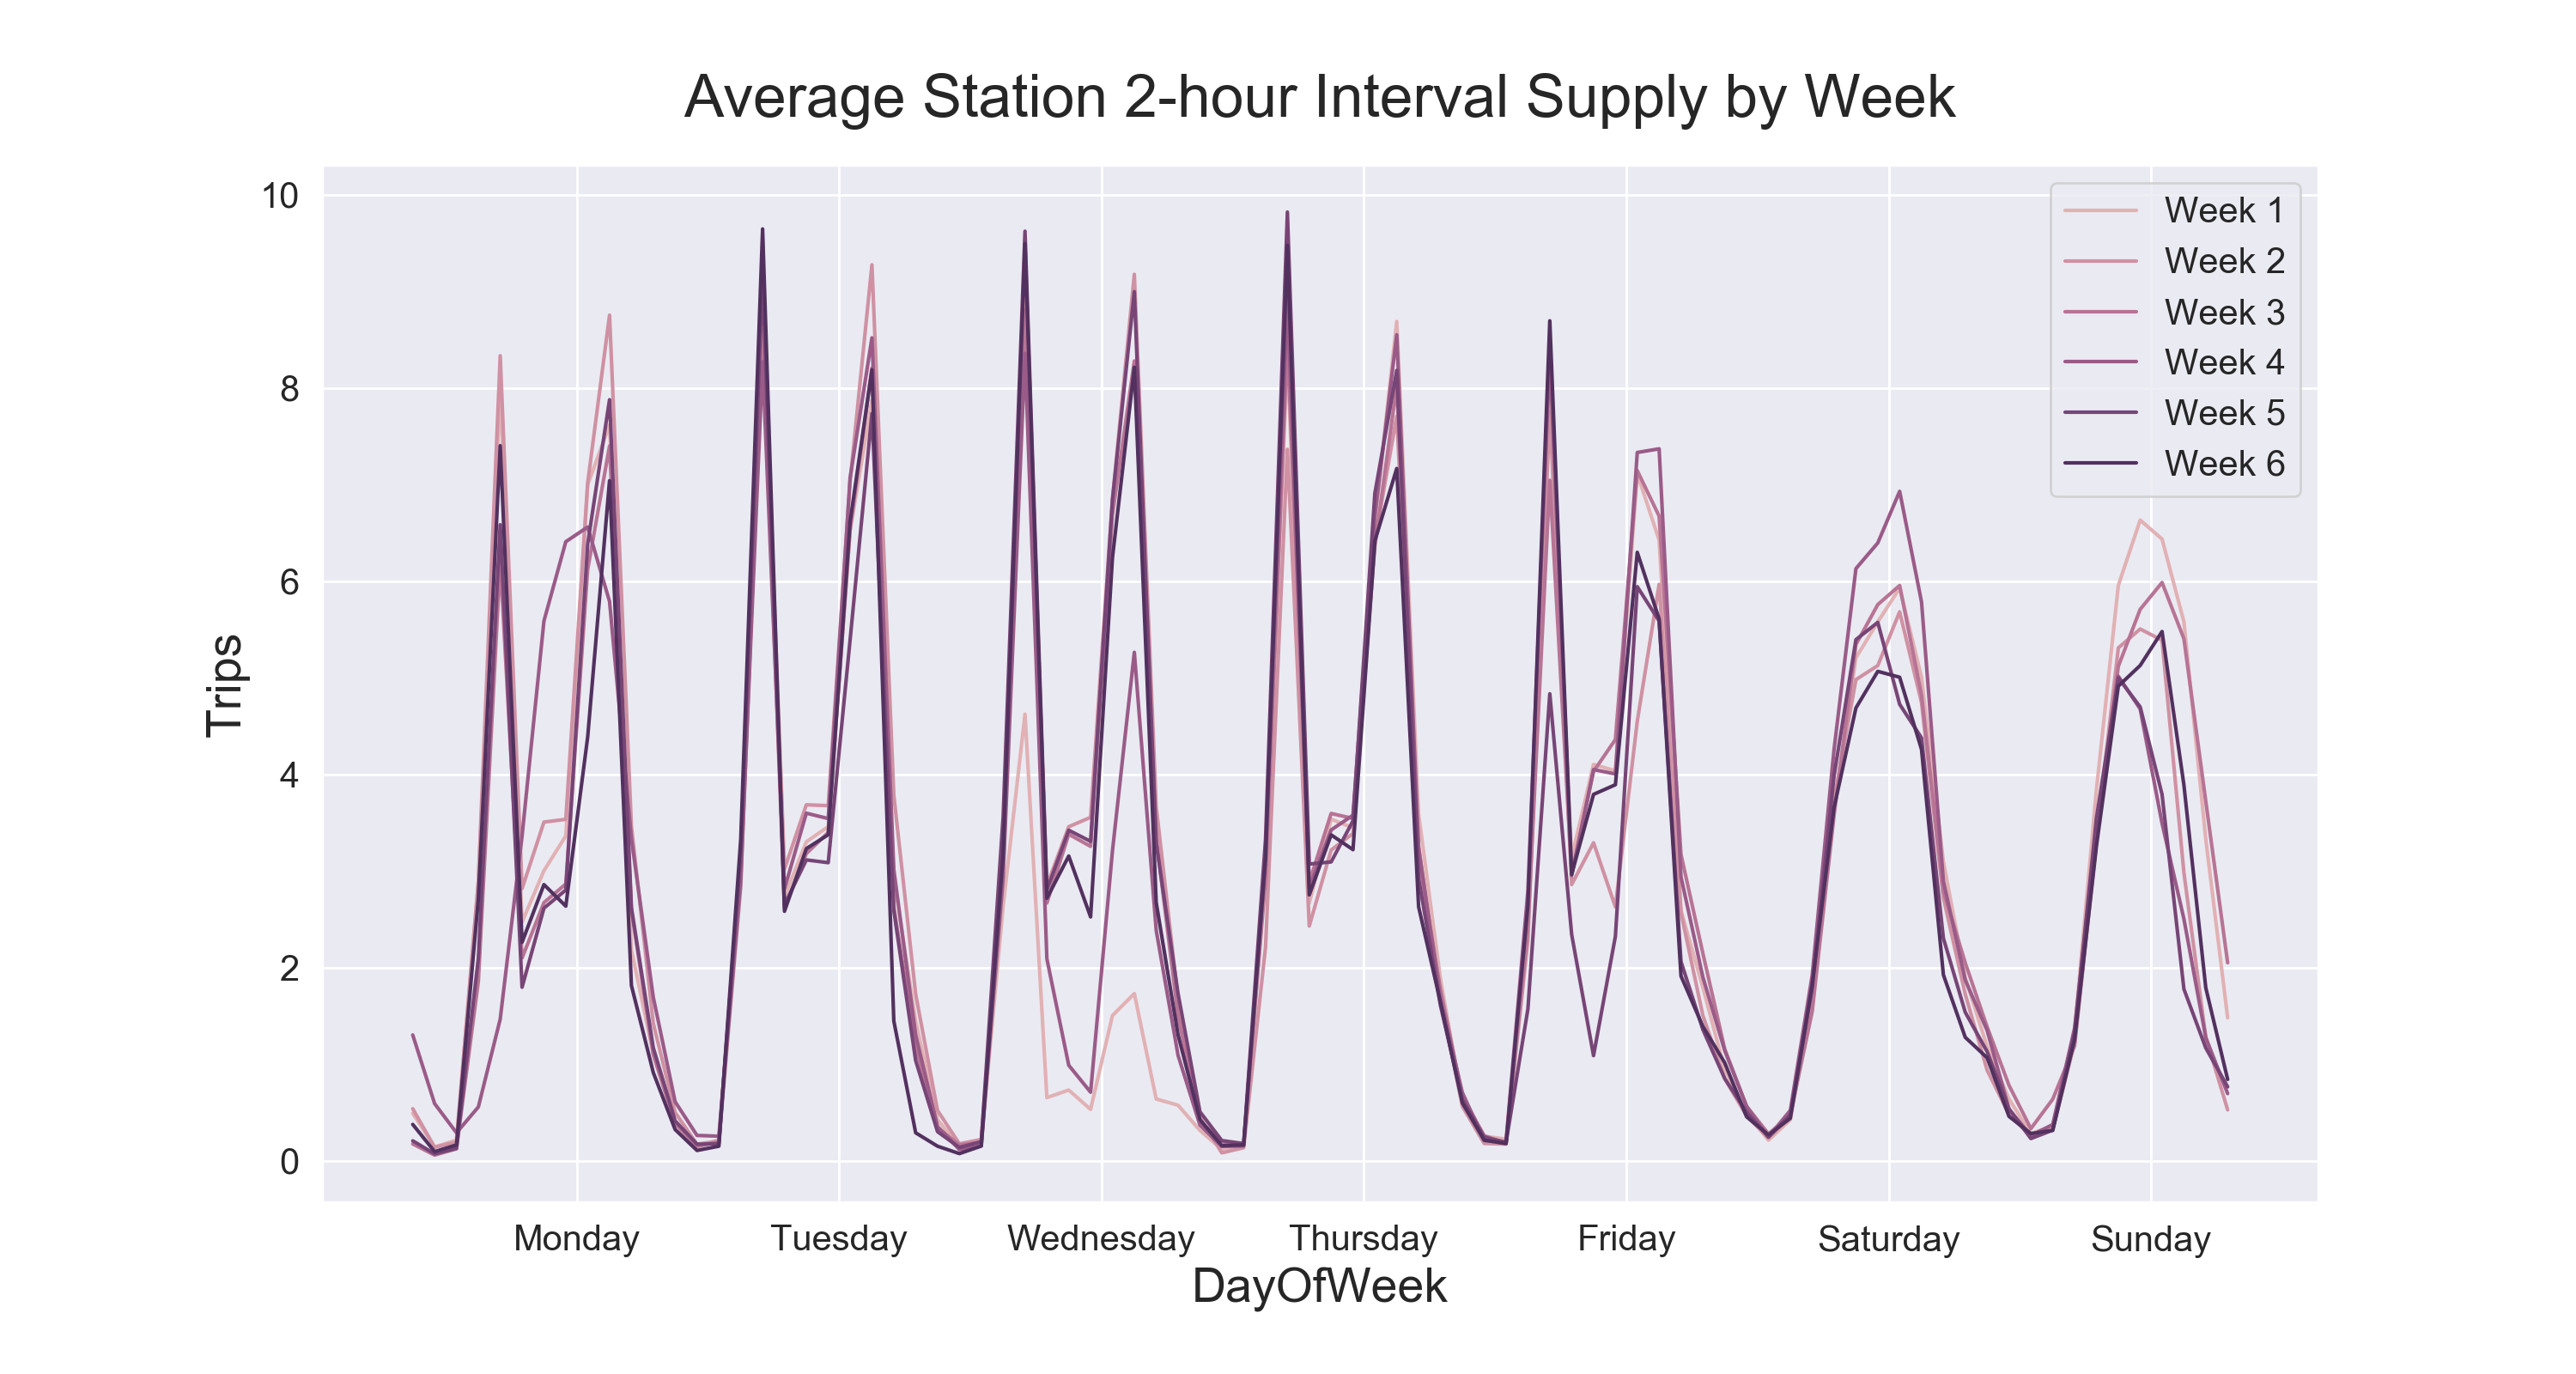 Average Station 2-hour Interval Supply by Week
10
8
6
4
2
0
Trips
Week 1
Week 2
Week 3
Week 4
Week 5
Week 6
Monday Tuesday Wednesday Thursday Friday Saturday Sunday
DayOfWeek